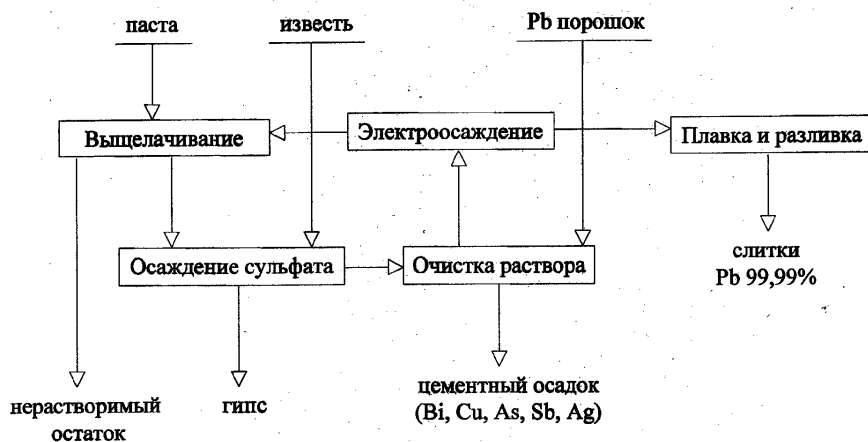 паста
известь
Pb порошок
Выщелачивание
Электроосаждение
Плавка и разливка
Осаждение сульфата
Очистка раствора
слитки
Pb 99,99%
нерастворимый
остаток
гипс
цементный осадок
(Bi, Cu, As, Sb, Ag)